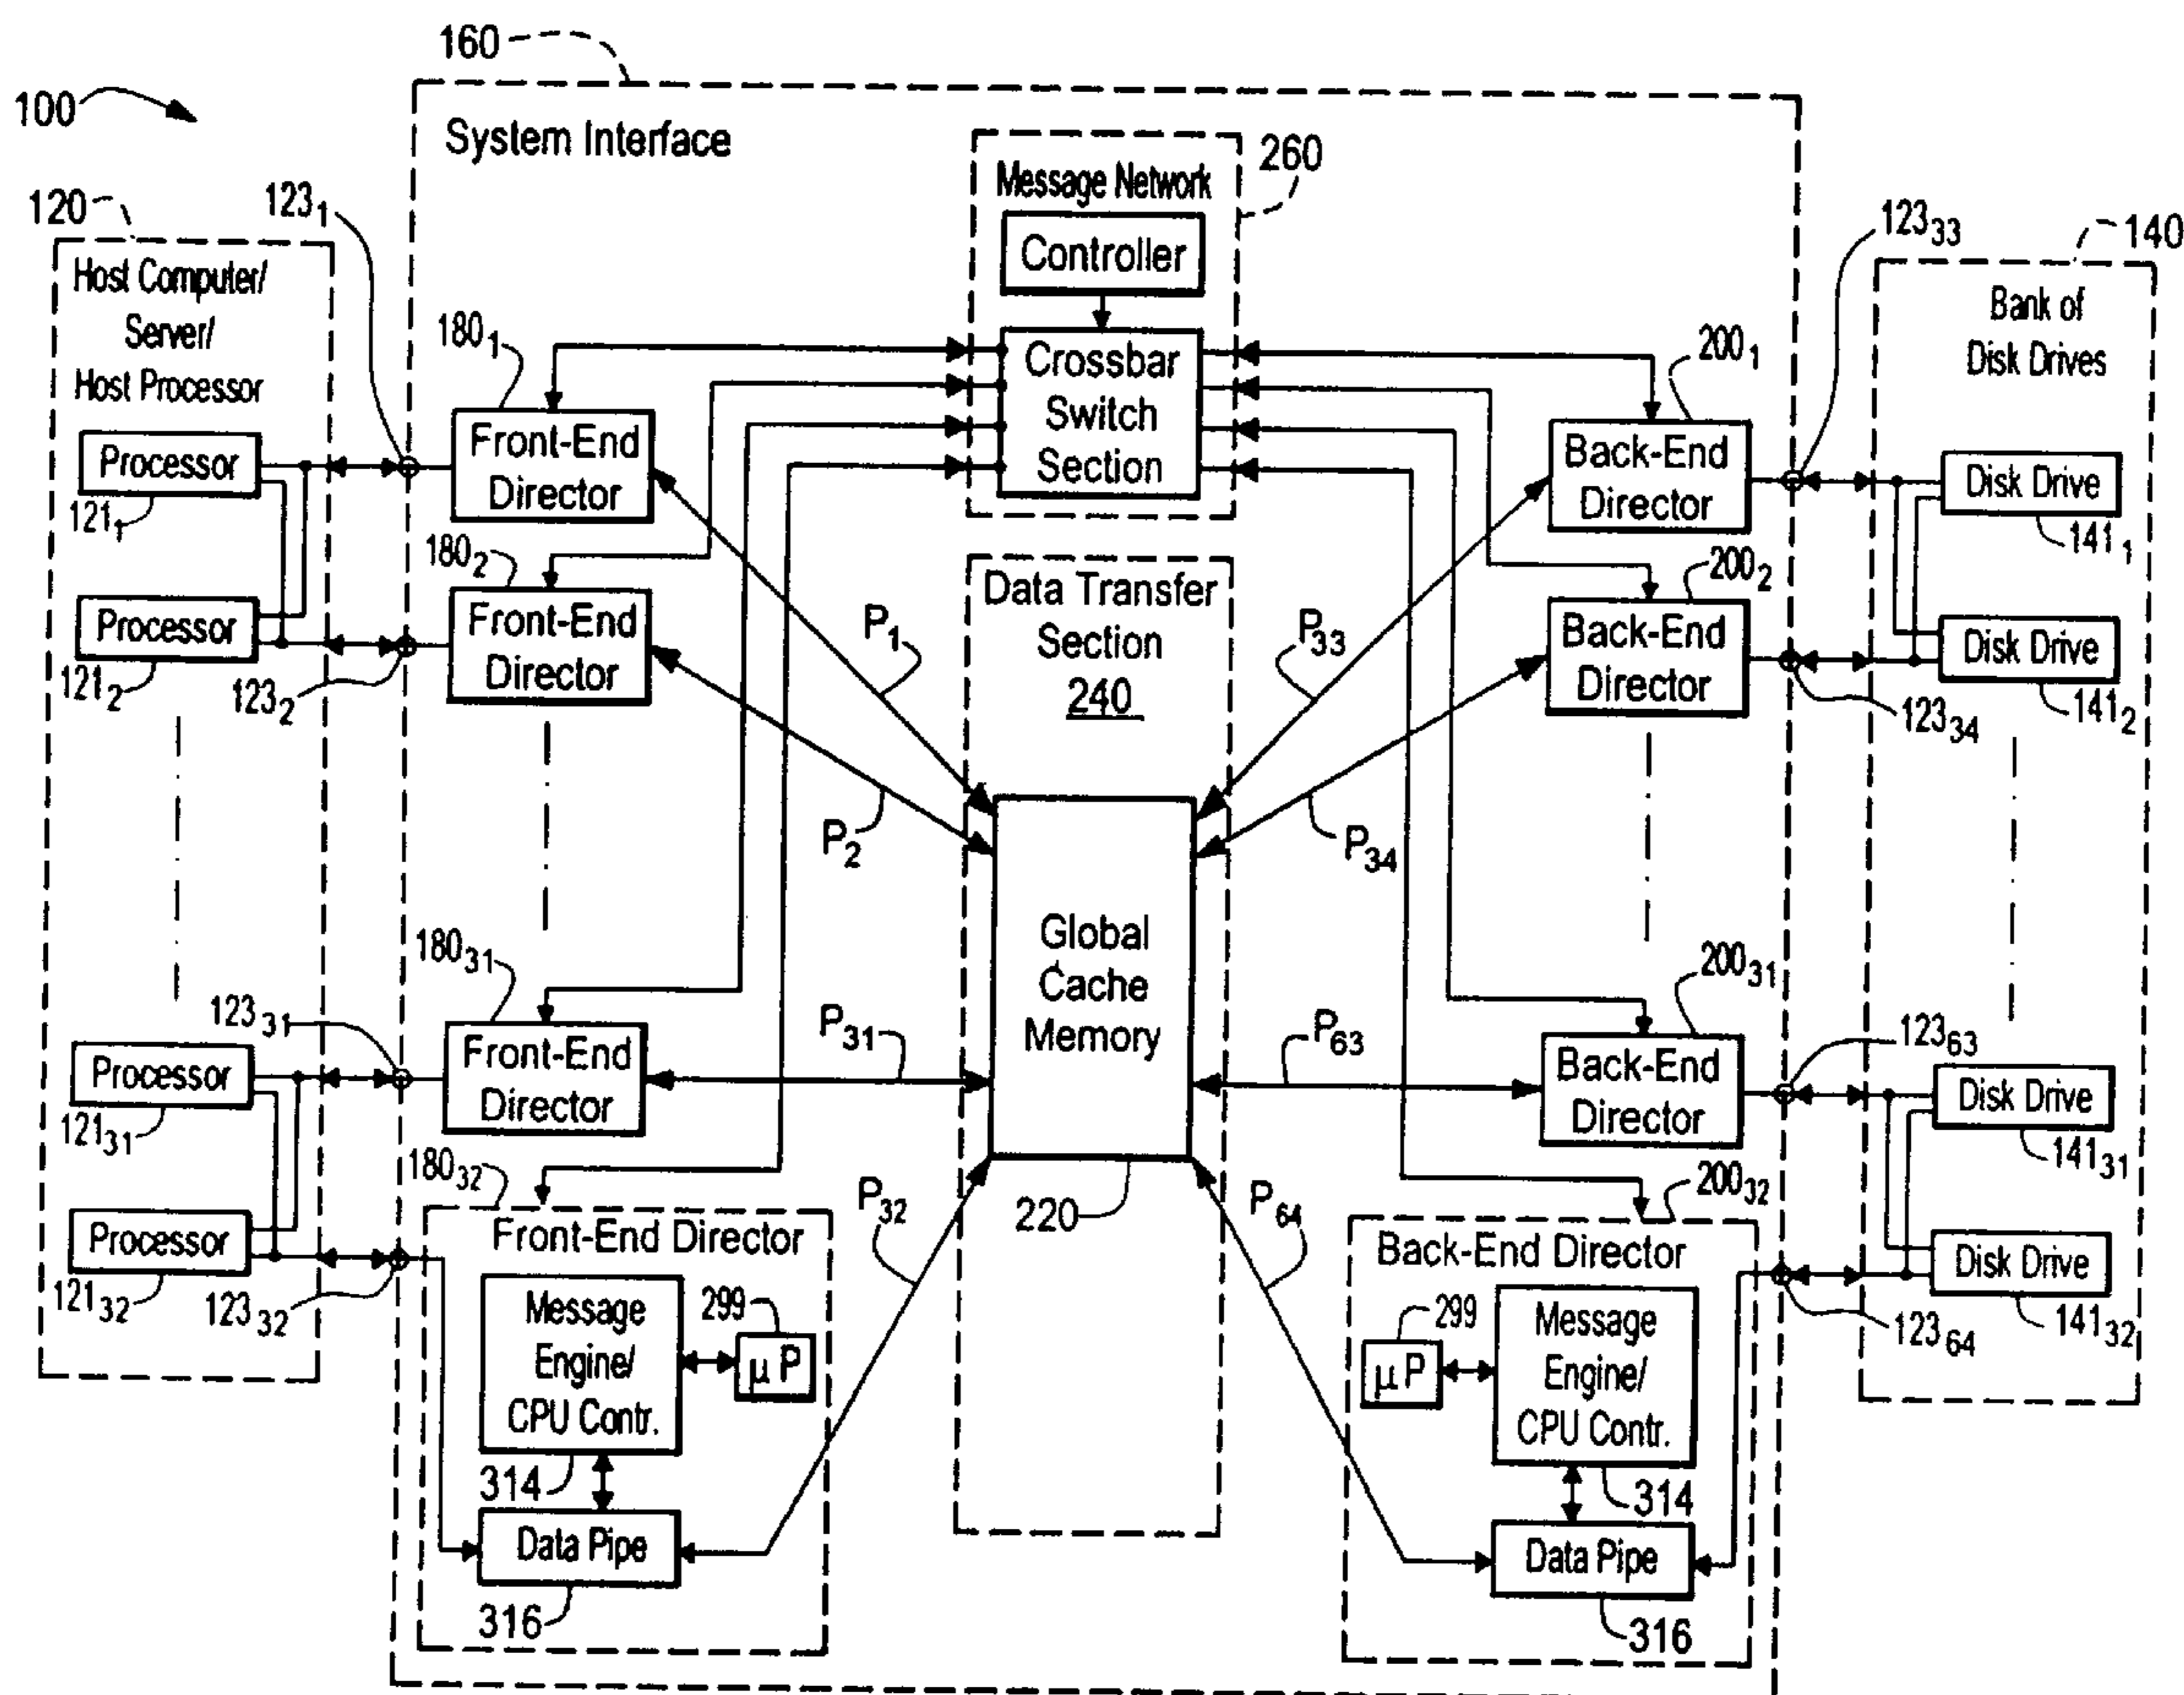 160
100
System Interface
260
Message Network
Controller
Crossbar
Switch
Section
120
123₁
Host Computer/
Server/
Host Processor
Processor
121₁
Processor
121₂
123₂
180₁
Front-End
Director
180₂
Front-End
Director
P₁
P₂
Data Transfer
Section
240
P₃₃
P₃₄
200₁
Back-End
Director
200₂
Back-End
Director
123₃₃
140
Bank of
Disk Drives
Disk Drive
141₁
Disk Drive
141₂
123₃₄
Global
Cache
Memory
220
123₃₁
Processor
121₃₁
Processor
121₃₂
123₃₂
180₃₁
Front-End
Director
P₃₁
180₃₂
P₃₂
Front-End Director
Message
Engine/
CPU Contr.
299
μP
314
Data Pipe
316
P₆₃
200₃₁
Back-End
Director
P₆₄
200₃₂
Back-End Director
299
μP
Message
Engine/
CPU Contr.
314
Data Pipe
316
123₆₃
Disk Drive
141₃₁
Disk Drive
141₃₂
123₆₄